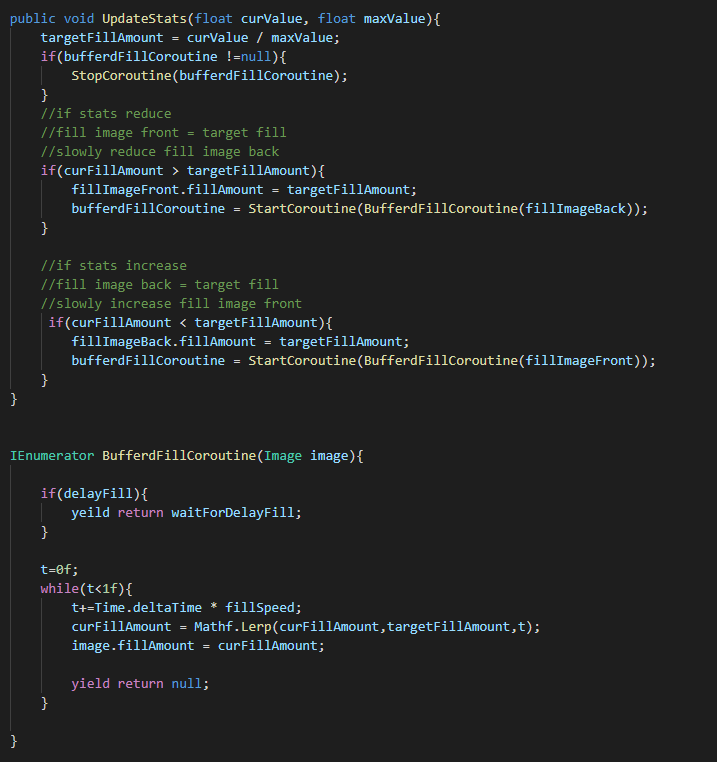 public void UpdateStats(float curValue, float maxValue){
    targetFillAmount = curValue / maxValue;
    if(bufferdFillCoroutine !=null){
        StopCoroutine(bufferdFillCoroutine);
    }
    //if stats reduce
    //fill image front = target fill
    //slowly reduce fill image back
    if(curFillAmount > targetFillAmount){
        fillImageFront.fillAmount = targetFillAmount;
        bufferdFillCoroutine = StartCoroutine(BufferdFillCoroutine(fillImageBack));
    }

    //if stats increase
    //fill image back = target fill
    //slowly increase fill image front
     if(curFillAmount < targetFillAmount){
        fillImageBack.fillAmount = targetFillAmount;
        bufferdFillCoroutine = StartCoroutine(BufferdFillCoroutine(fillImageFront));
    }
}

IEnumerator BufferdFillCoroutine(Image image){

    if(delayFill){
        yeild return waitForDelayFill;
    }

    t=0f;
    while(t<1f){
        t+=Time.deltaTime * fillSpeed;
        curFillAmount = Mathf.Lerp(curFillAmount,targetFillAmount,t);
        image.fillAmount = curFillAmount;

        yield return null;
    }

}